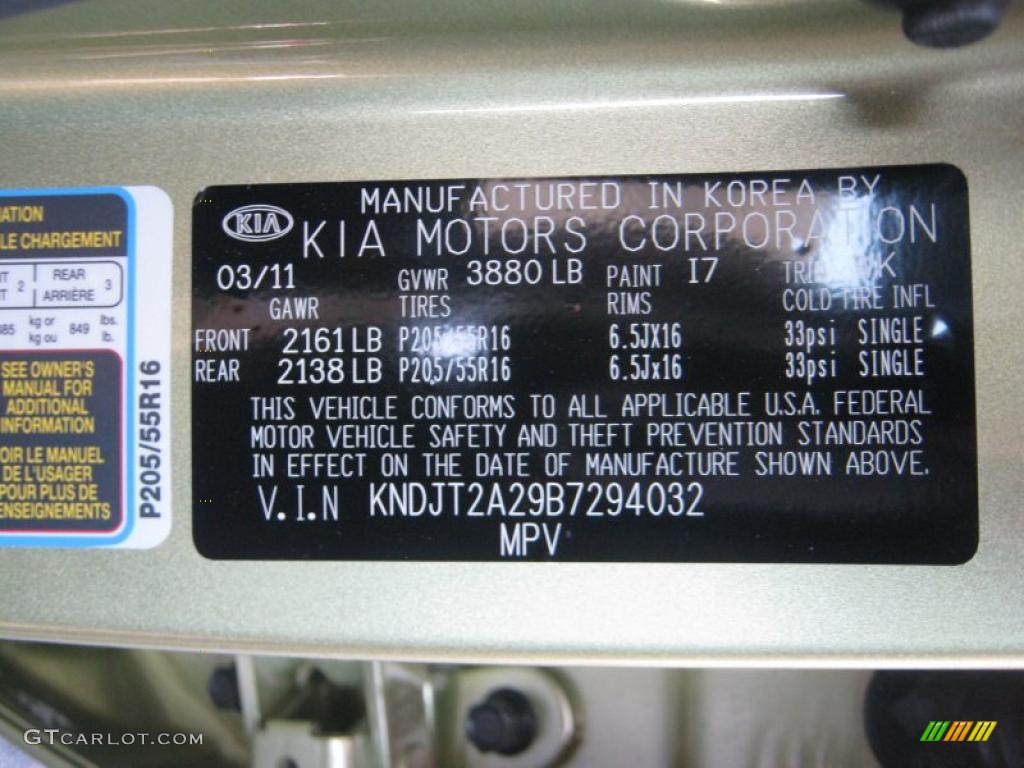 MANUFACTURED IN KOREA BY
KIA KIA MOTORS CORPORATION
03/11 GVWR 3880 LB PAINT I7
GAWR TIRES RIMS COLD TIRE INFL
FRONT 2161 LB P205/55R16 6.5JX16 33psi SINGLE
REAR 2138 LB P205/55R16 6.5Jx16 33psi SINGLE
THIS VEHICLE CONFORMS TO ALL APPLICABLE U.S.A. FEDERAL
MOTOR VEHICLE SAFETY AND THEFT PREVENTION STANDARDS
IN EFFECT ON THE DATE OF MANUFACTURE SHOWN ABOVE.
V.I.N KNDJT2A29B7294032
MPV
CHARGEMENT
2 REAR 3
ARRIÈRE
kg or 849 lbs.
kg ou lb.
SEE OWNER'S
MANUAL FOR
ADDITIONAL
INFORMATION
LE MANUEL
DE L'USAGER
POUR PLUS DE
P205/55R16
GTCARLOT.COM